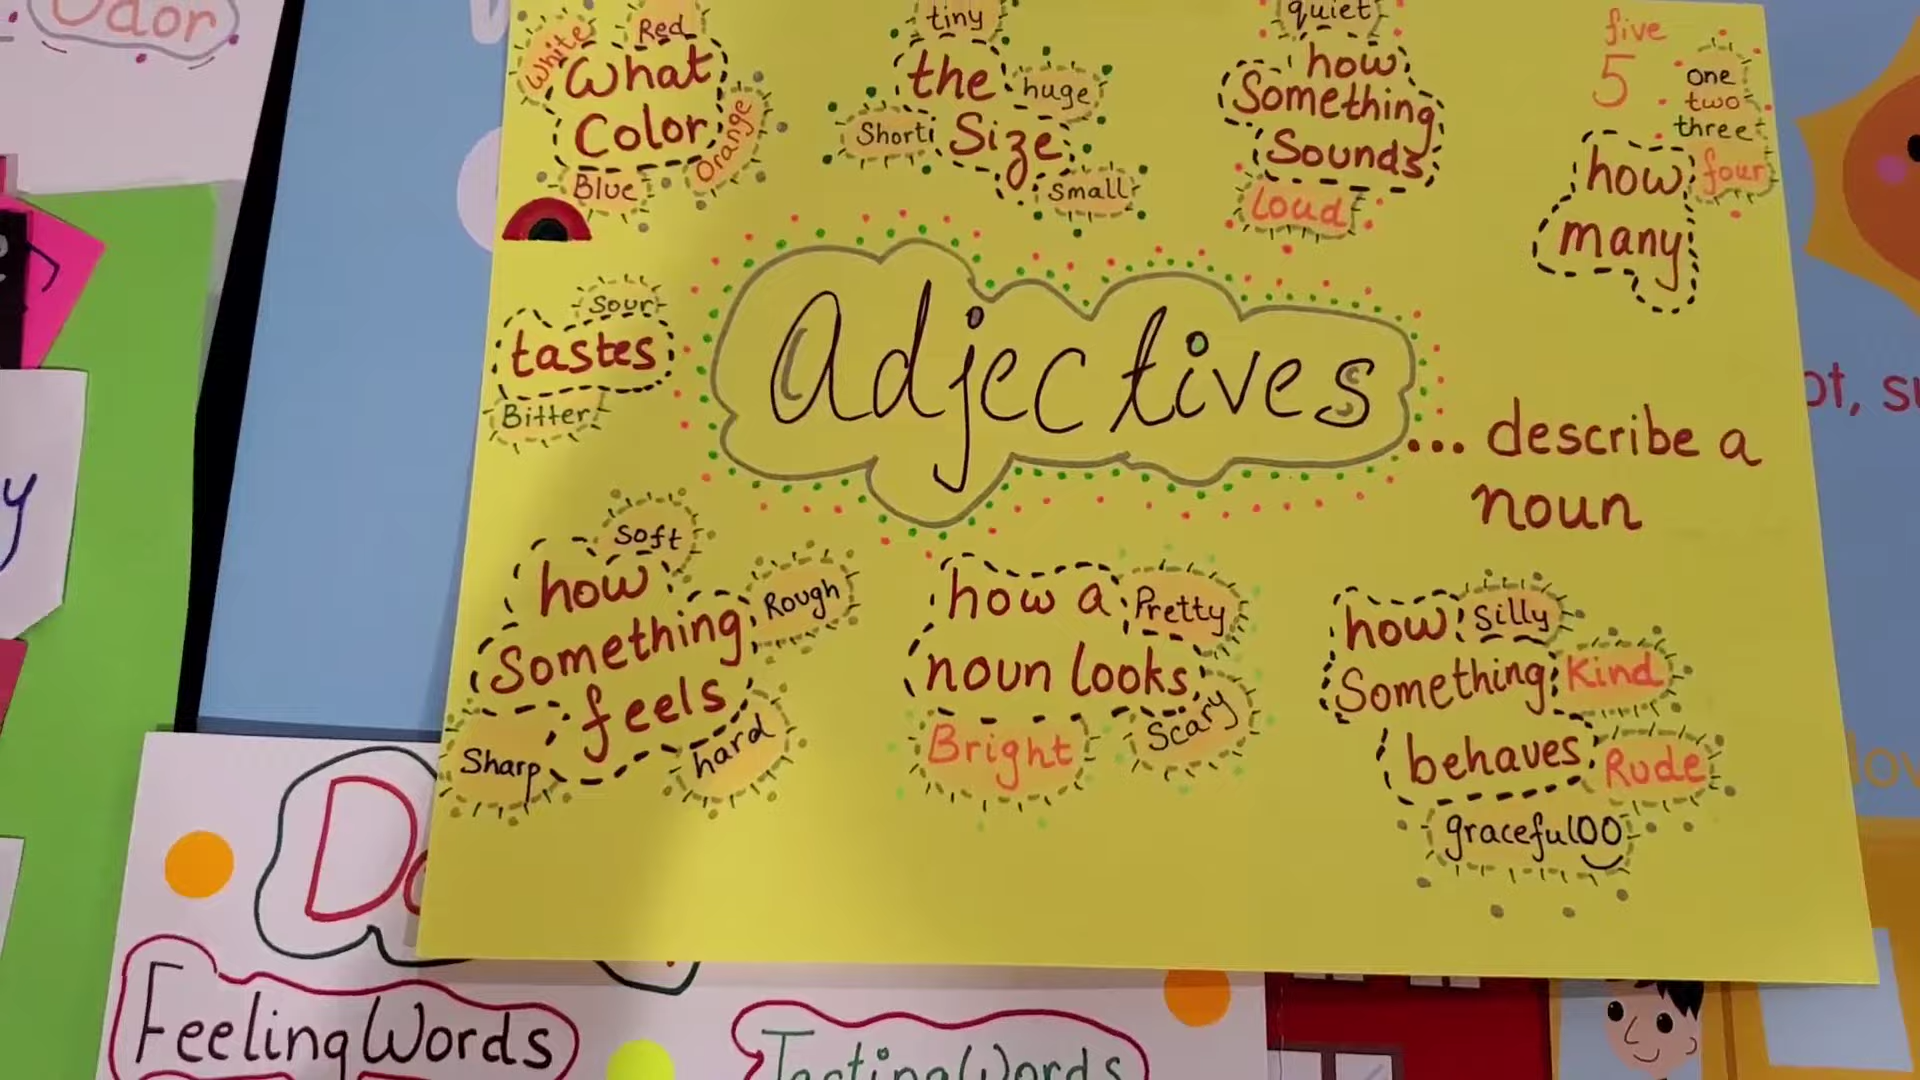 Odor
White
Red
What
Color
Orange
Blue
tiny
the
huge
Short
Size
Small
quiet
how
Something
Sounds
Loud
five
5
one
two
three
four
how
many
Sour
tastes
Bitter
Adjectives
... describe a
noun
Soft
how
Something
Rough
feels
Sharp
hard
how a
Pretty
noun looks
Bright
Scary
how
Silly
Something
Kind
behaves
Rude
graceful
Feeling Words
Tasting Words